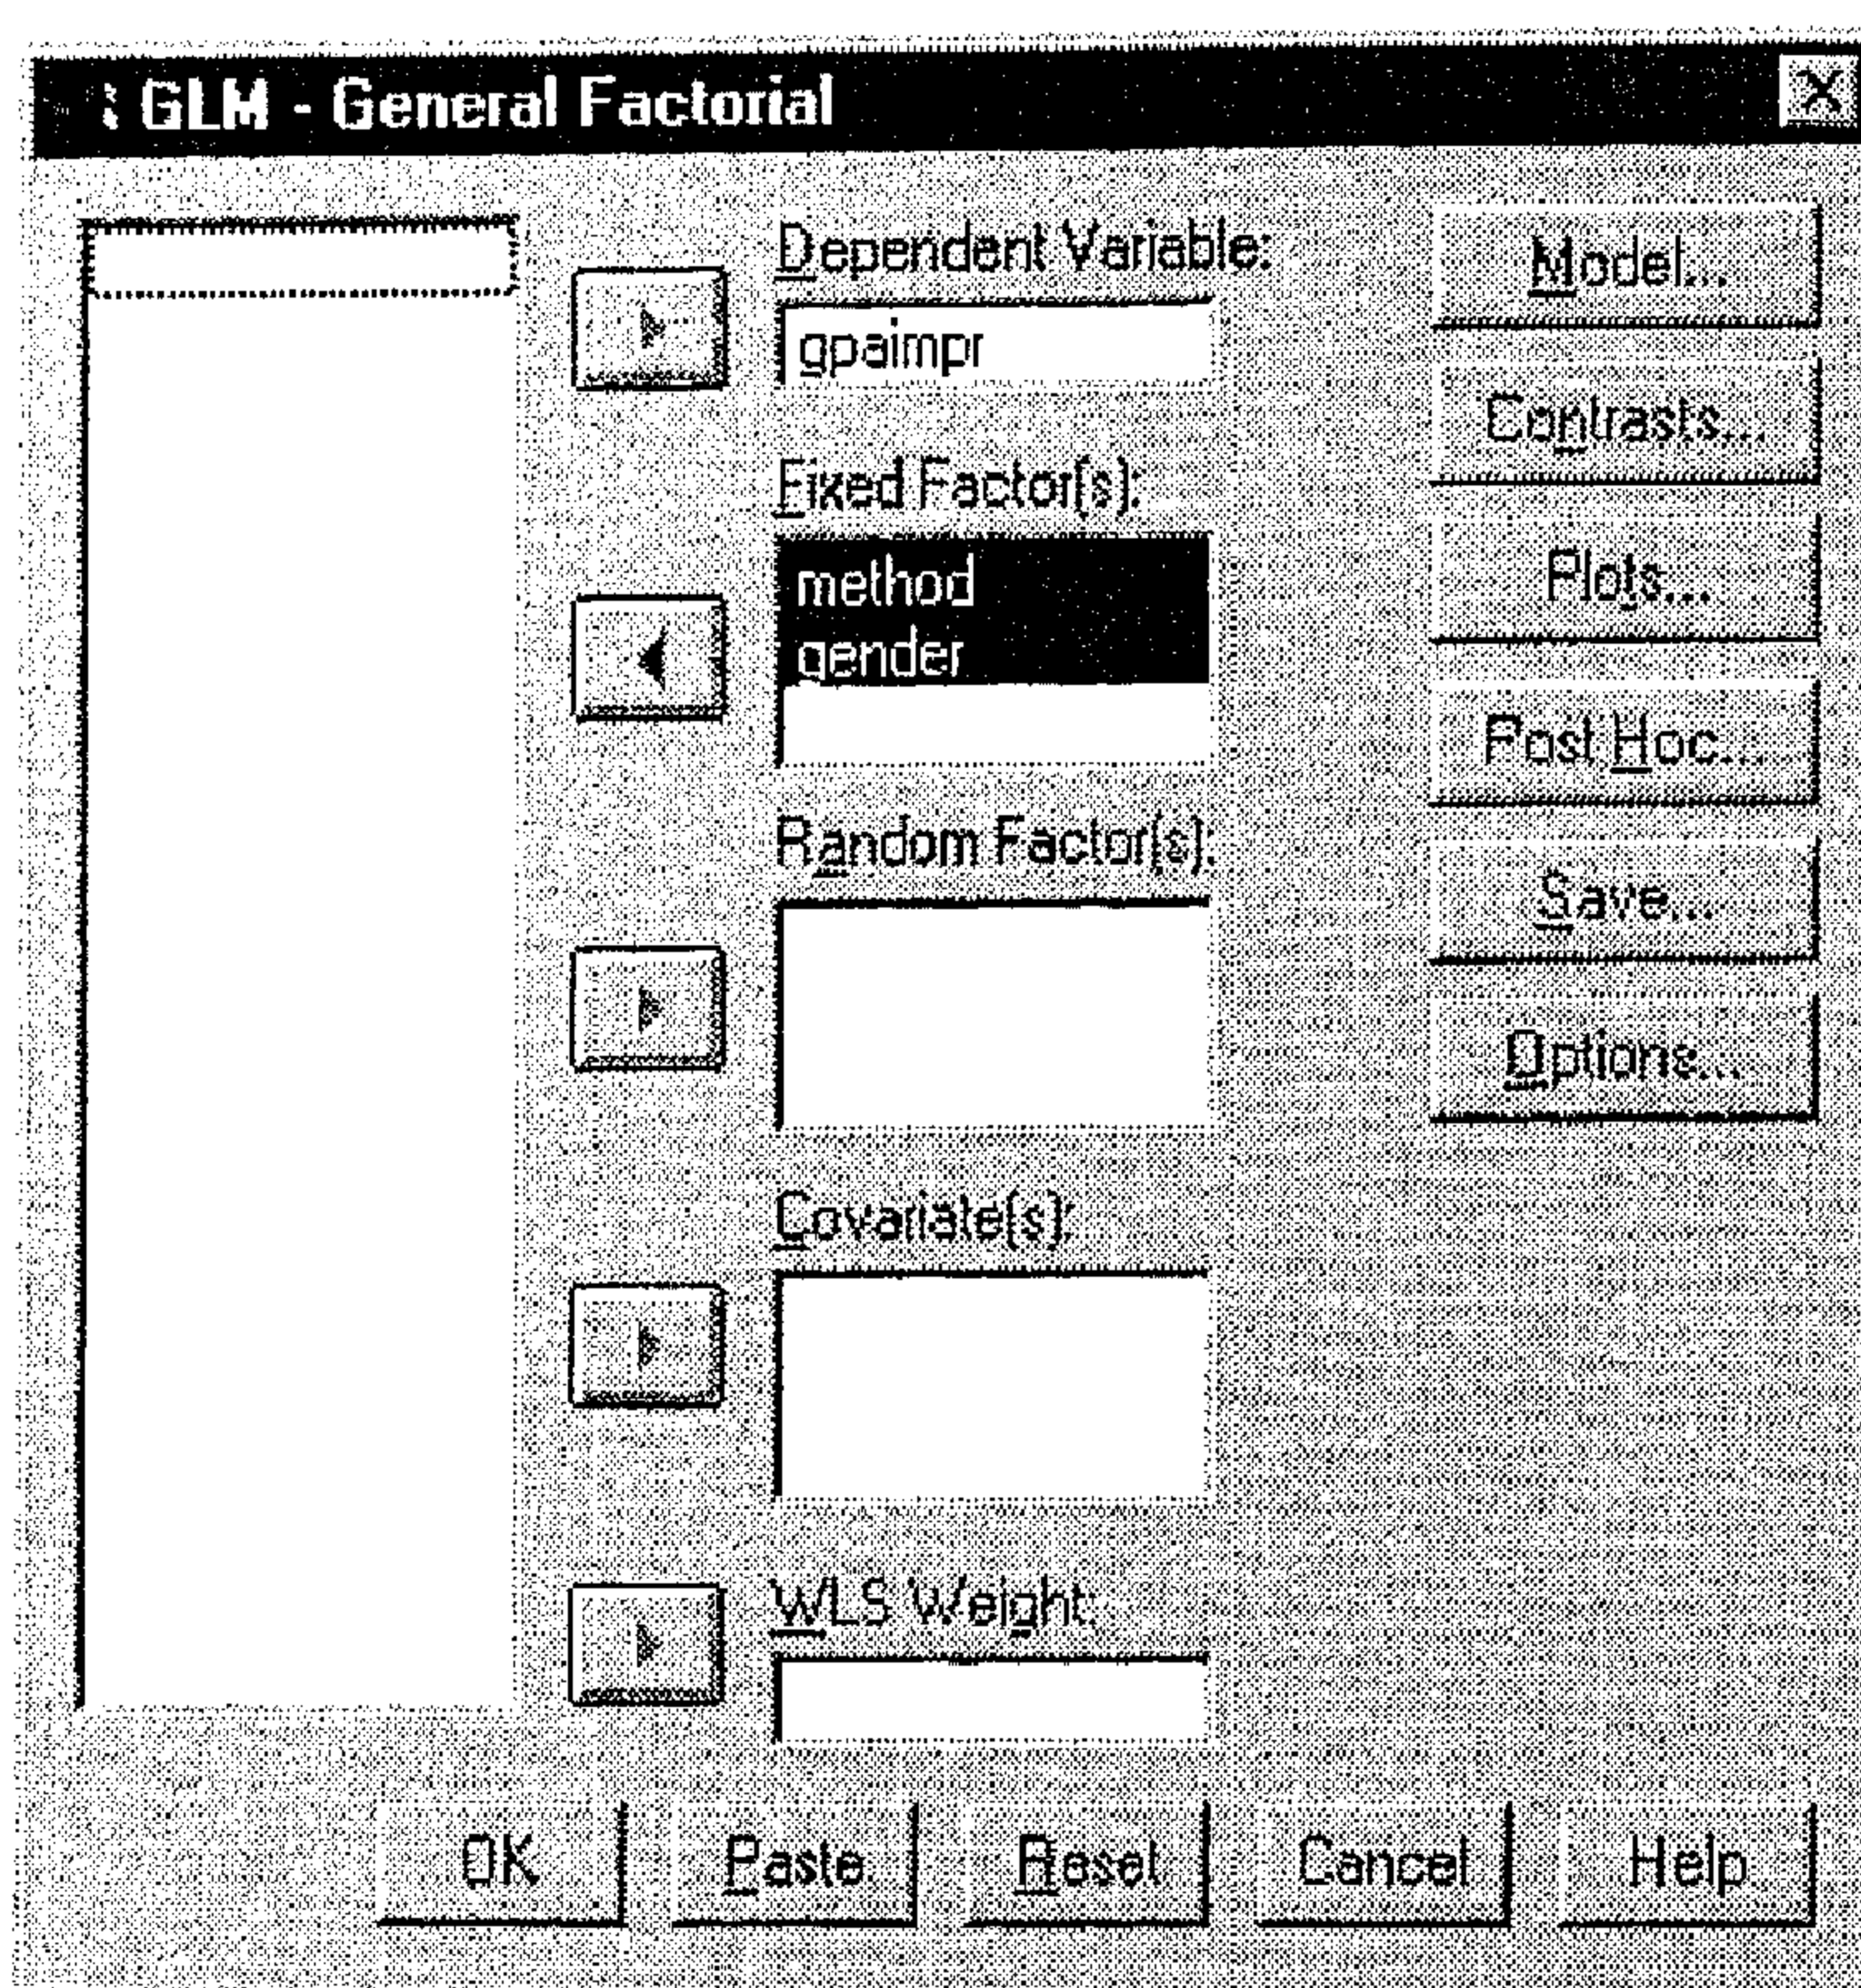 GLM - General Factorial
Dependent Variable:
gpaimpr
Fixed Factor(s):
method
gender
Random Factor(s):
Covariate(s):
WLS Weight:
Model...
Contrasts...
Plots...
Post Hoc...
Save...
Options...
OK
Paste
Reset
Cancel
Help